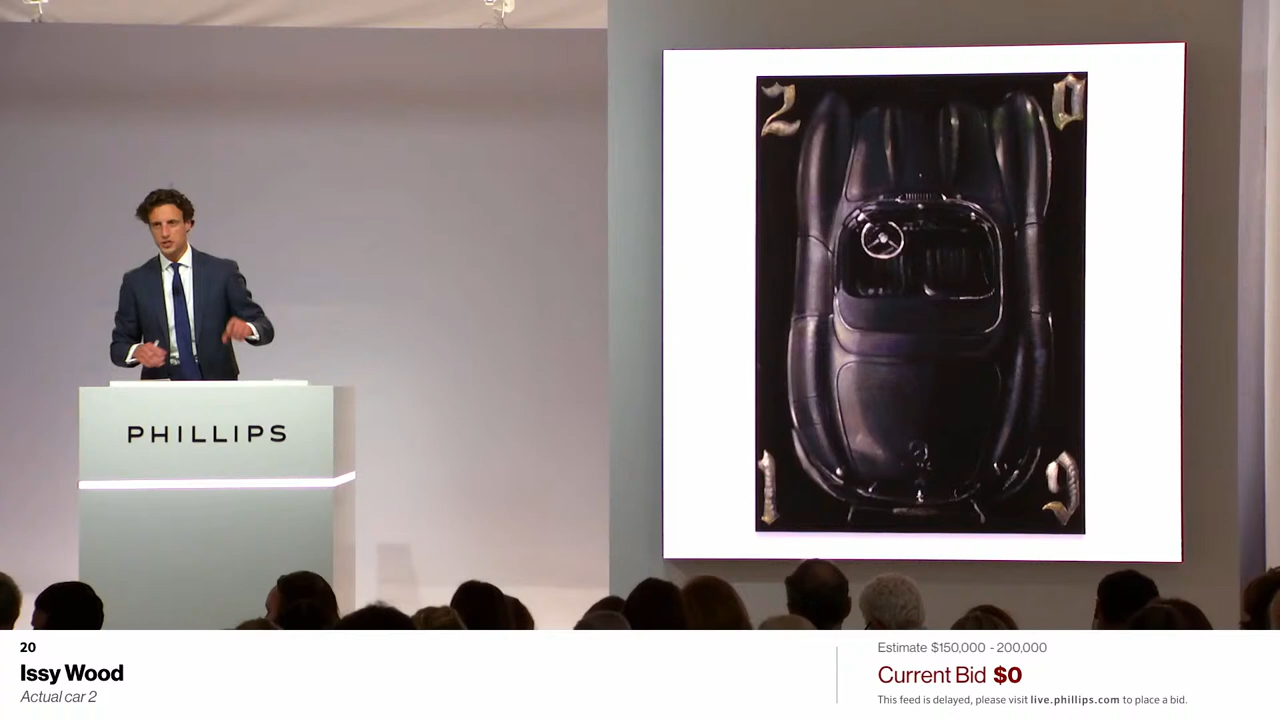 2 0
PHILLIPS
1 9
20
Issy Wood
Actual car 2
Estimate $150,000 - 200,000
Current Bid $0
This feed is delayed, please visit live.phillips.com to place a bid.